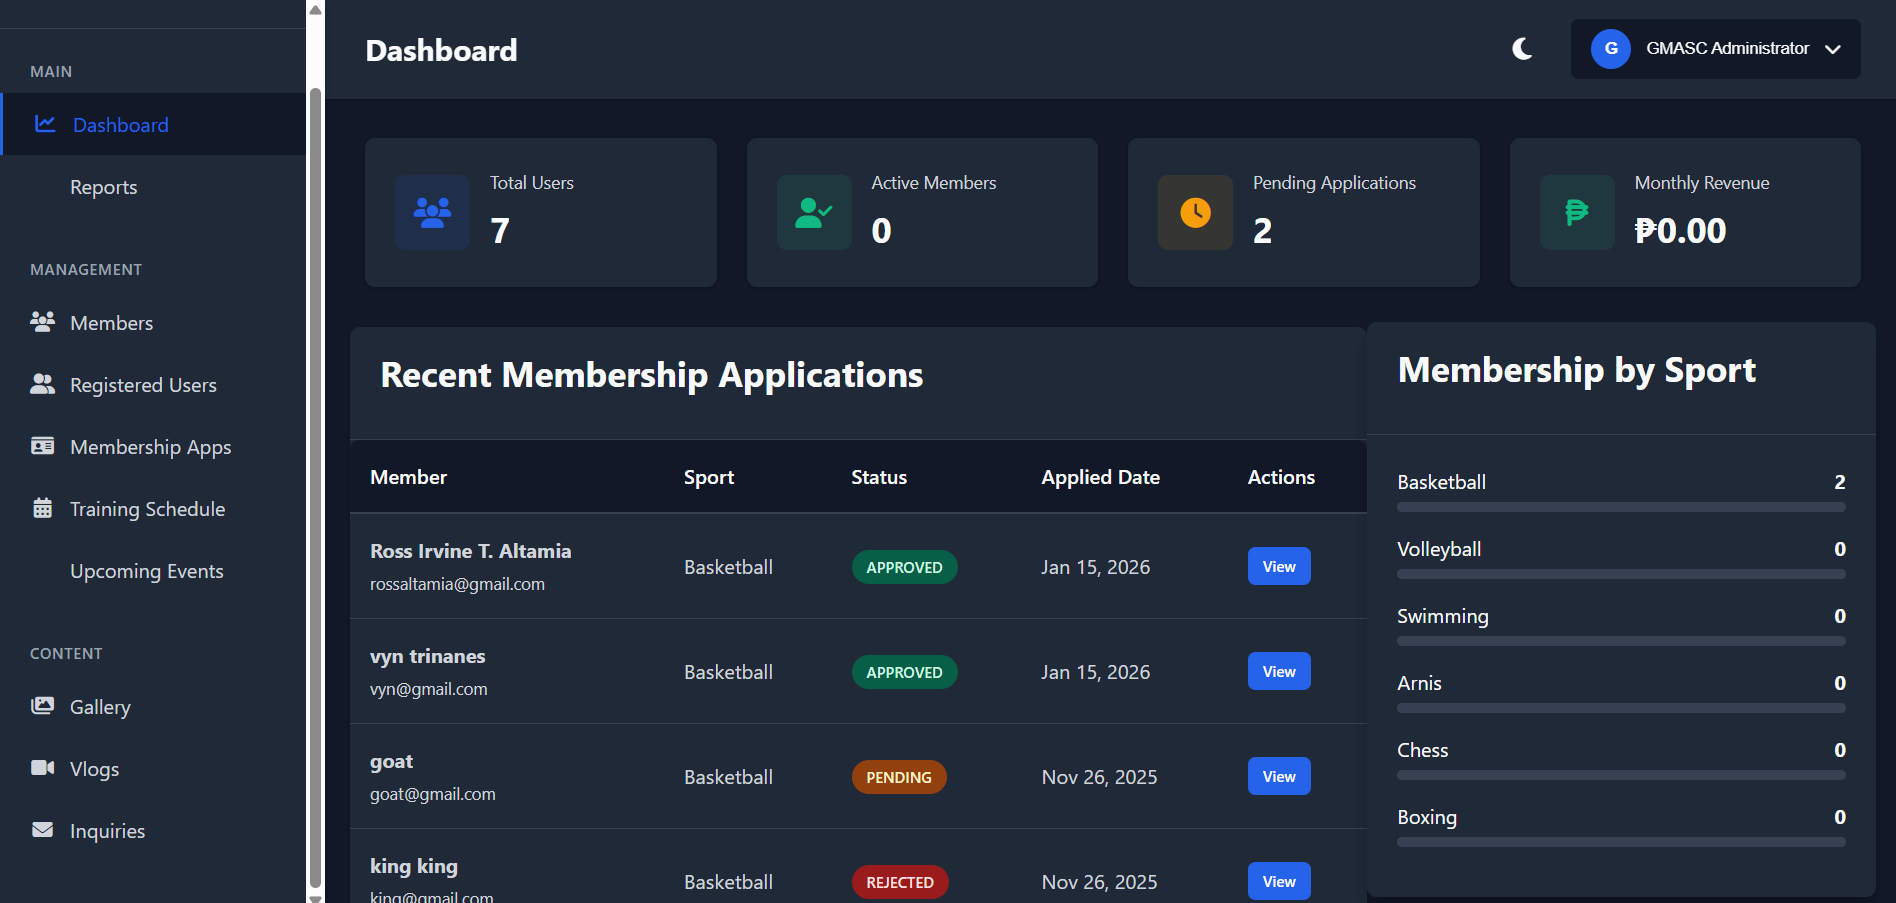 MAIN
Dashboard
Reports
MANAGEMENT
Members
Registered Users
Membership Apps
Training Schedule
Upcoming Events
CONTENT
Gallery
Vlogs
Inquiries
Dashboard
G GMASC Administrator
Total Users
7
Active Members
0
Pending Applications
2
Monthly Revenue
₱0.00
Recent Membership Applications
Member Sport Status Applied Date Actions
Ross Irvine T. Altamia
rossaltamia@gmail.com
Basketball APPROVED Jan 15, 2026 View
vyn trinanes
vyn@gmail.com
Basketball APPROVED Jan 15, 2026 View
goat
goat@gmail.com
Basketball PENDING Nov 26, 2025 View
king king
king@gmail.com
Basketball REJECTED Nov 26, 2025 View
Membership by Sport
Basketball 2
Volleyball 0
Swimming 0
Arnis 0
Chess 0
Boxing 0